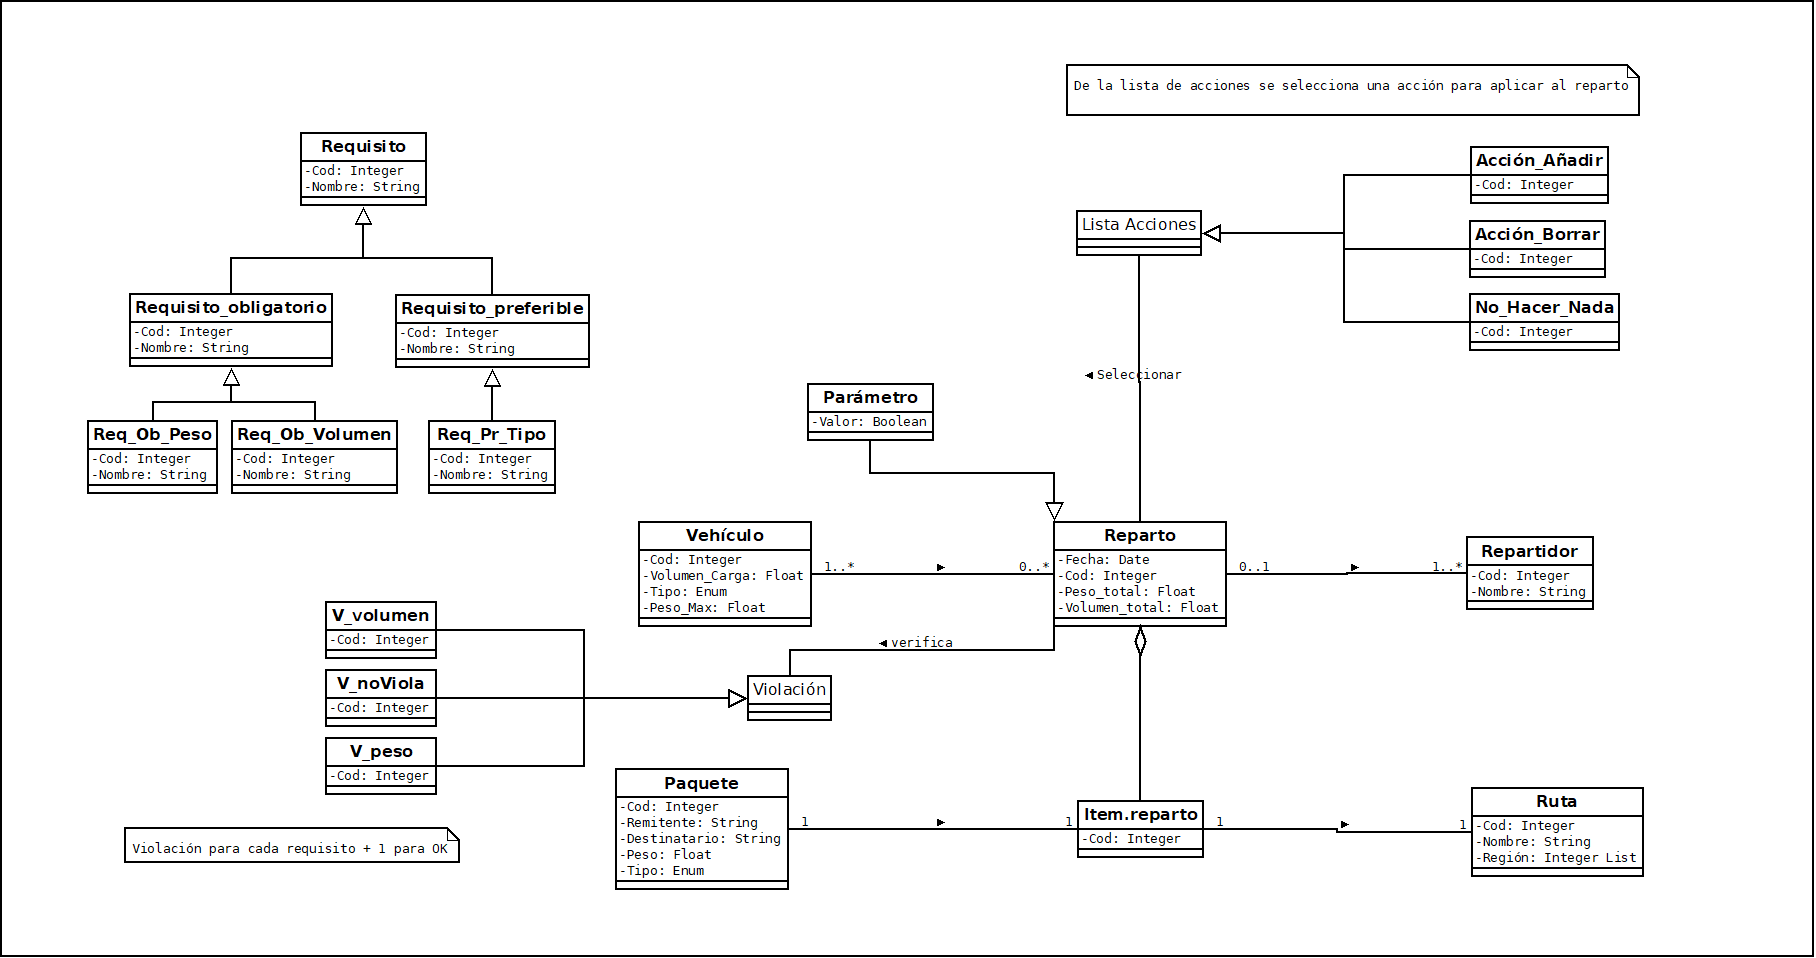 De la lista de acciones se selecciona una acción para aplicar al reparto
Requisito
-Cod: Integer
-Nombre: String
Acción_Añadir
-Cod: Integer
Lista Acciones
Acción_Borrar
-Cod: Integer
Requisito_obligatorio
-Cod: Integer
-Nombre: String
Requisito_preferible
-Cod: Integer
-Nombre: String
No_Hacer_Nada
-Cod: Integer
Seleccionar
Parámetro
-Valor: Boolean
Req_Ob_Peso
-Cod: Integer
-Nombre: String
Req_Ob_Volumen
-Cod: Integer
-Nombre: String
Req_Pr_Tipo
-Cod: Integer
-Nombre: String
Vehículo
-Cod: Integer
-Volumen_Carga: Float
-Tipo: Enum
-Peso_Max: Float
1..*
0..*
Reparto
-Fecha: Date
-Cod: Integer
-Peso_total: Float
-Volumen_total: Float
0..1
1..*
Repartidor
-Cod: Integer
-Nombre: String
V_volumen
-Cod: Integer
verifica
V_noViola
-Cod: Integer
Violación
V_peso
-Cod: Integer
Paquete
-Cod: Integer
-Remitente: String
-Destinatario: String
-Peso: Float
-Tipo: Enum
1
1
Item.reparto
-Cod: Integer
1
1
Ruta
-Cod: Integer
-Nombre: String
-Región: Integer List
Violación para cada requisito + 1 para OK